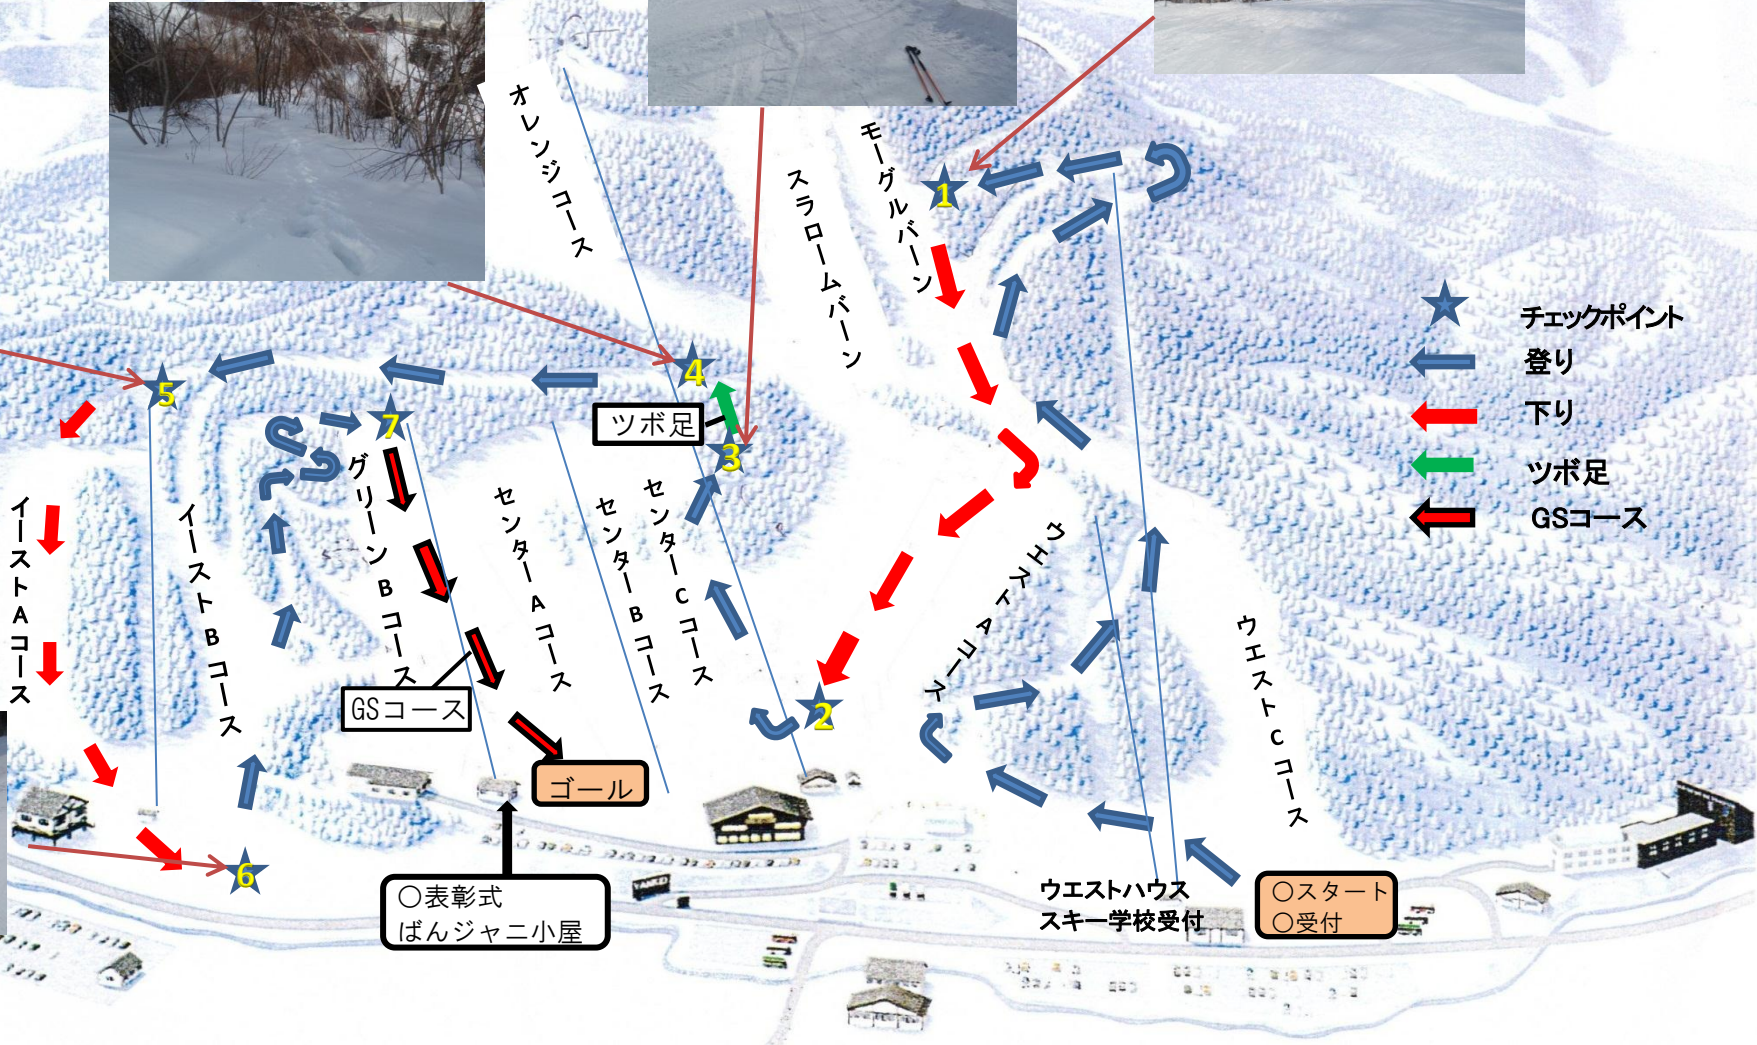 オレンジコース
スラロームバーン
モーグルバーン
1
チェックポイント
登り
下り
ツボ足
GSコース
4
5
7
ツボ足
3
イーストAコース
イーストBコース
グリーンBコース
センターAコース
センターBコース
センターCコース
ウエストAコース
ウエストCコース
GSコース
2
ゴール
6
○表彰式
ばんジャニ小屋
ウエストハウス
スキー学校受付
○スタート
○受付